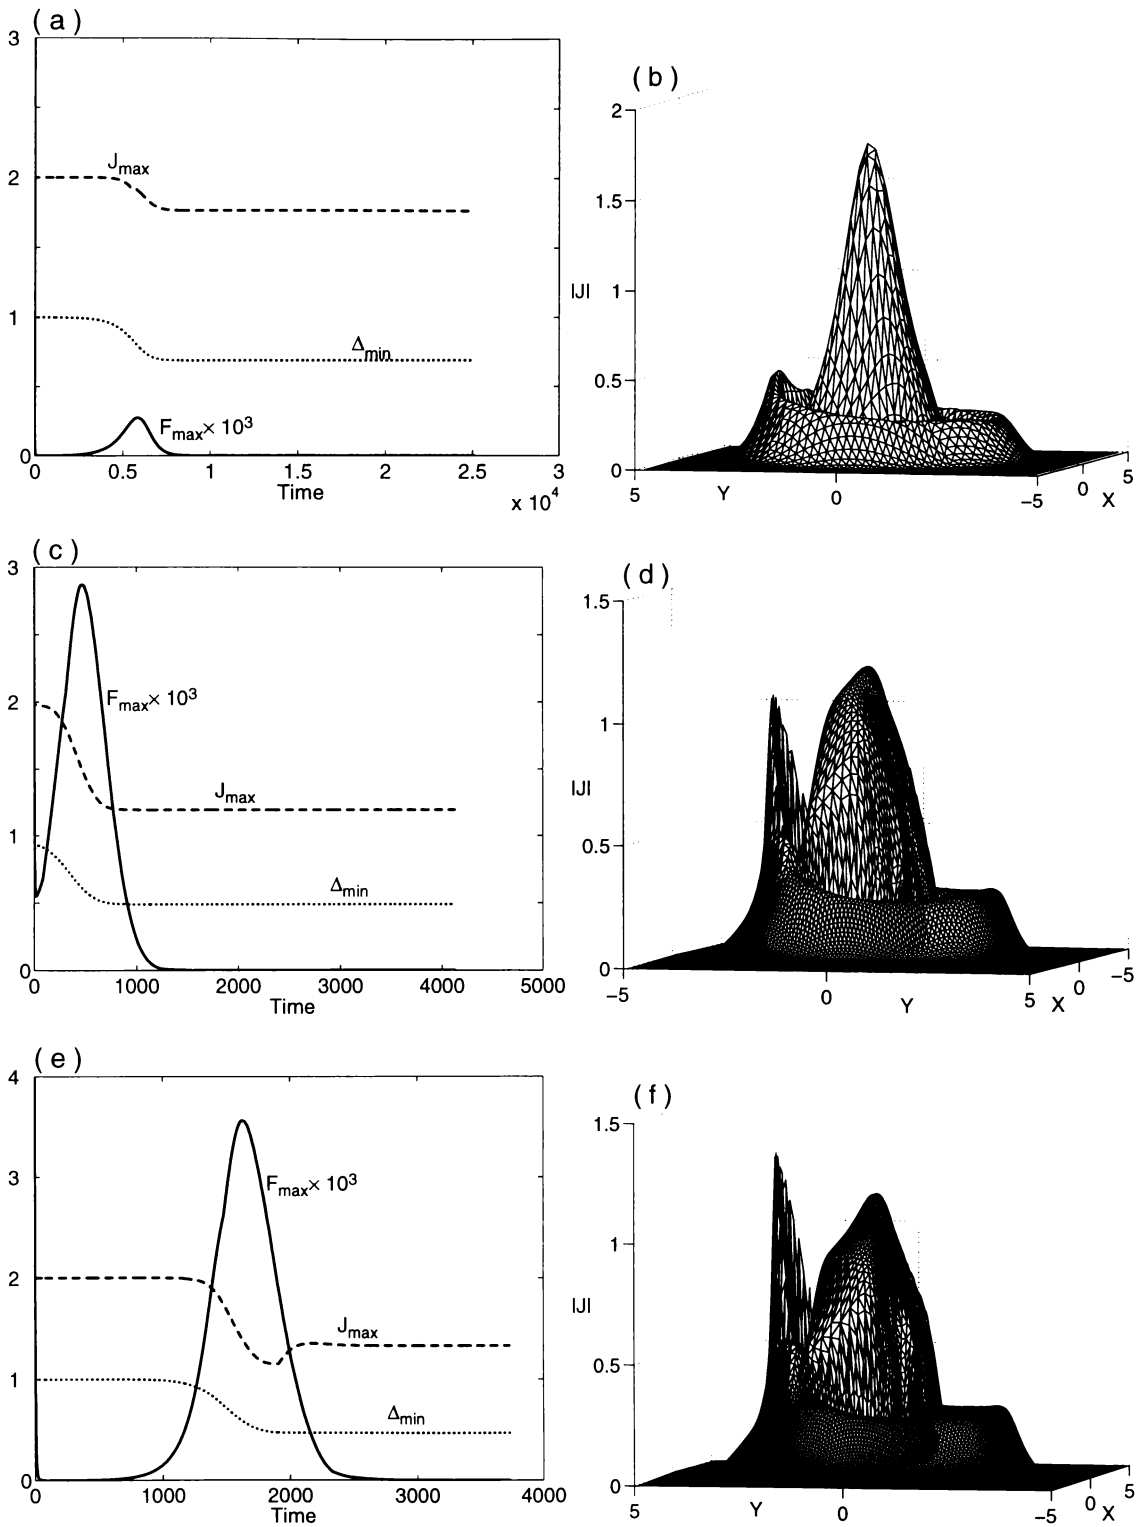 (a)
3
2
1
0
J_max
Δ_min
F_max × 10^3
0 0.5 1 1.5 2 2.5 3
Time
x 10^4
(b)
2
1.5
1
0.5
0
|J|
5 Y 0 -5 0 X 5
(c)
3
2
1
0
F_max × 10^3
J_max
Δ_min
0 1000 2000 3000 4000 5000
Time
(d)
1.5
1
0.5
0
|J|
-5 0 Y 5 X 0 -5
(e)
4
3
2
1
0
F_max × 10^3
J_max
Δ_min
0 1000 2000 3000 4000
Time
(f)
1.5
1
0.5
0
|J|
5 Y 0 -5 0 X 5